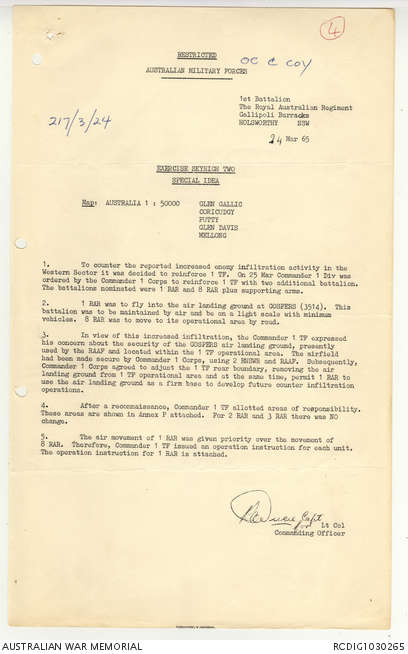 4
RESTRICTED
AUSTRALIAN MILITARY FORCES
OC C COY
217/3/24
1st Battalion
The Royal Australian Regiment
Gallipoli Barracks
HOLSWORTHY NSW
24 Mar 65
EXERCISE SKYHIGH TWO
SPECIAL IDEA
Map: AUSTRALIA 1 : 50000 GLEN GALLIC
CORICUDGY
PUTTY
GLEN DAVIS
MELLONG
1. To counter the reported increased enemy infiltration activity in the
Western Sector it was decided to reinforce 1 TF. On 25 Mar Commander 1 Div was
ordered by the Commander 1 Corps to reinforce 1 TF with two additional battalion.
The battalions nominated were 1 RAR and 8 RAR plus supporting arms.
2. 1 RAR was to fly into the air landing ground at GOSPERS (3514). This
battalion was to be maintained by air and be on a light scale with minimum
vehicles. 8 RAR was to move to its operational area by road.
3. In view of this increased infiltration, the Commander 1 TF expressed
his concern about the security of the GOSPERS air landing ground, presently
used by the RAAF and located within the 1 TF operational area. The airfield
had been made secure by Commander 1 Corps, using 2 RNSWR and RAAF. Subsequently,
Commander 1 Corps agreed to adjust the 1 TF rear boundary, removing the air
landing ground from 1 TF operational area and at the same time, permit 1 RAR to
use the air landing ground as a firm base to develop future counter infiltration
operations.
4. After a reconnaissance, Commander 1 TF allotted areas of responsibility.
These areas are shown in Annex P attached. For 2 RAR and 3 RAR there was NO
change.
5. The air movement of 1 RAR was given priority over the movement of
8 RAR. Therefore, Commander 1 TF issued an operation instruction for each unit.
The operation instruction for 1 RAR is attached.
Capt
for Lt Col
Commanding Officer
AUSTRALIAN WAR MEMORIAL
RCDIG1030265